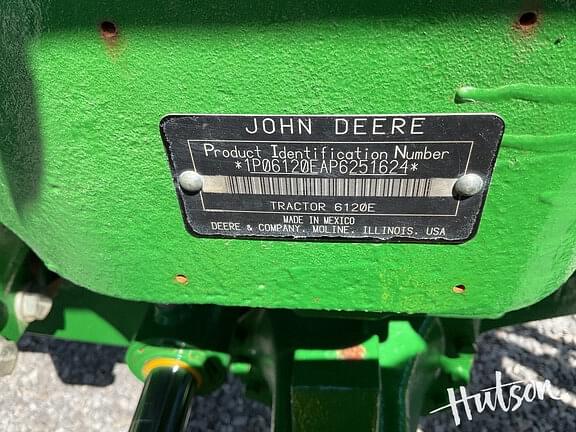 JOHN DEERE
Product Identification Number
*1P06120EAP6251624*
TRACTOR 6120E
MADE IN MEXICO
DEERE & COMPANY, MOLINE, ILLINOIS, USA
Hutson